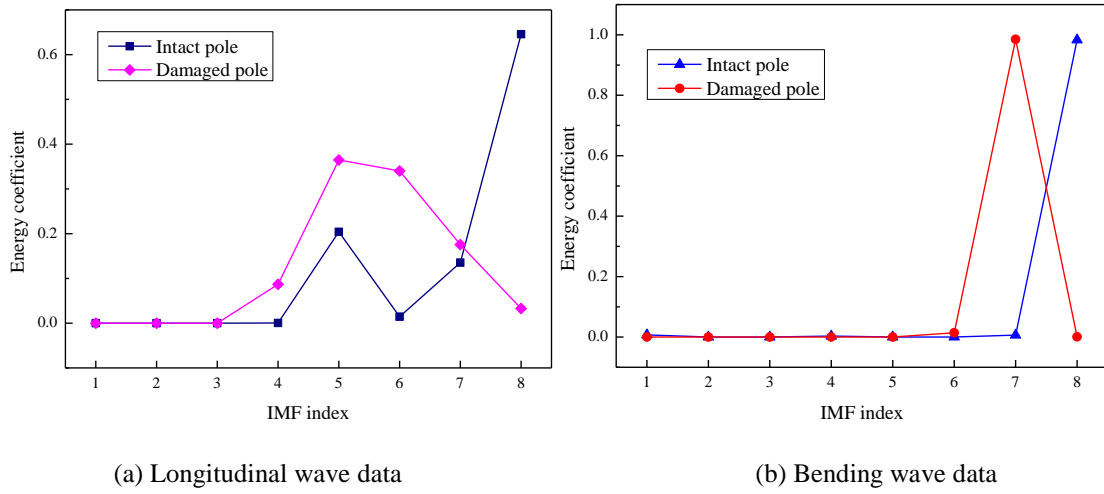 Intact pole
Damaged pole
0.6
0.4
0.2
0.0
Energy coefficient
1 2 3 4 5 6 7 8
IMF index
(a) Longitudinal wave data
Intact pole
Damaged pole
1.0
0.8
0.6
0.4
0.2
0.0
Energy coefficient
1 2 3 4 5 6 7 8
IMF index
(b) Bending wave data